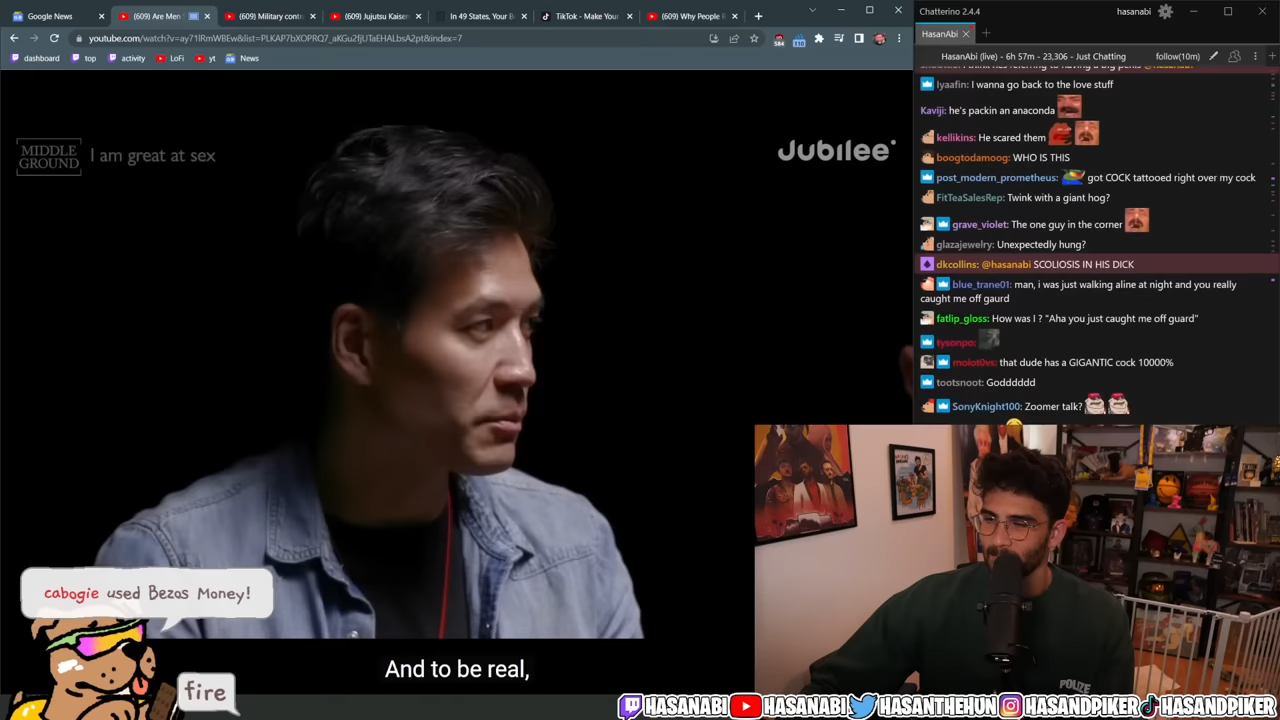 Google News
(609) Are Men
(609) Military contr
(609) Jujutsu Kaisen
In 49 States, Your B
TikTok - Make Your
(609) Why People R
youtube.com/watch?v=ay71lRmWBEw&list=PLKAP7bXOPRQ7_aKGu2fjUTaEHALbsA2pt&index=7
dashboard
top
activity
LoFi
yt
News
MIDDLE
GROUND
I am great at sex
Jubilee
And to be real,
cabogie used Bezos Money!
fire
Chatterino 2.4.4
hasanabi
HasanAbi
HasanAbi (live) - 6h 57m - 23,306 - Just Chatting
follow(10m)
lyaafin: I wanna go back to the love stuff
Kaviji: he's packin an anaconda
kellikins: He scared them
boogtodamoog: WHO IS THIS
post_modern_prometheus: got COCK tattooed right over my cock
FitTeaSalesRep: Twink with a giant hog?
grave_violet: The one guy in the corner
glazajewelry: Unexpectedly hung?
dkcollins: @hasanabi SCOLIOSIS IN HIS DICK
blue_trane01: man, i was just walking aline at night and you really
caught me off gaurd
fatlip_gloss: How was I ? "Aha you just caught me off guard"
tysonpo:
moiot0vs: that dude has a GIGANTIC cock 10000%
tootsnoot: Godddddd
SonyKnight100: Zoomer talk?
POLIZE
HASANABI
HASANABI
HASANTHEHUN
HASANDPIKER
HASANDPIKER